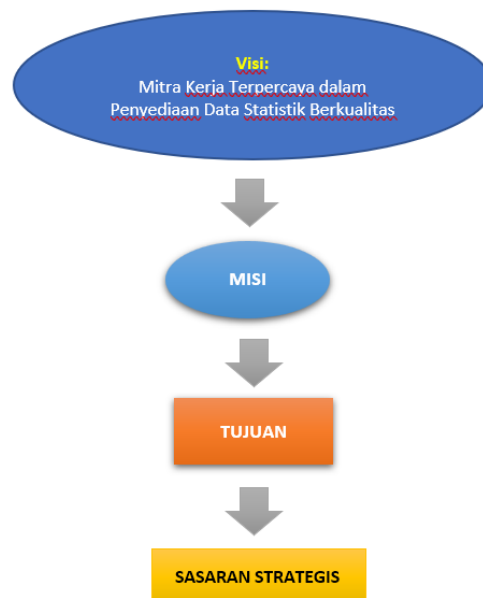 Visi:
Mitra Kerja Terpercaya dalam
Penyediaan Data Statistik Berkualitas
MISI
TUJUAN
SASARAN STRATEGIS